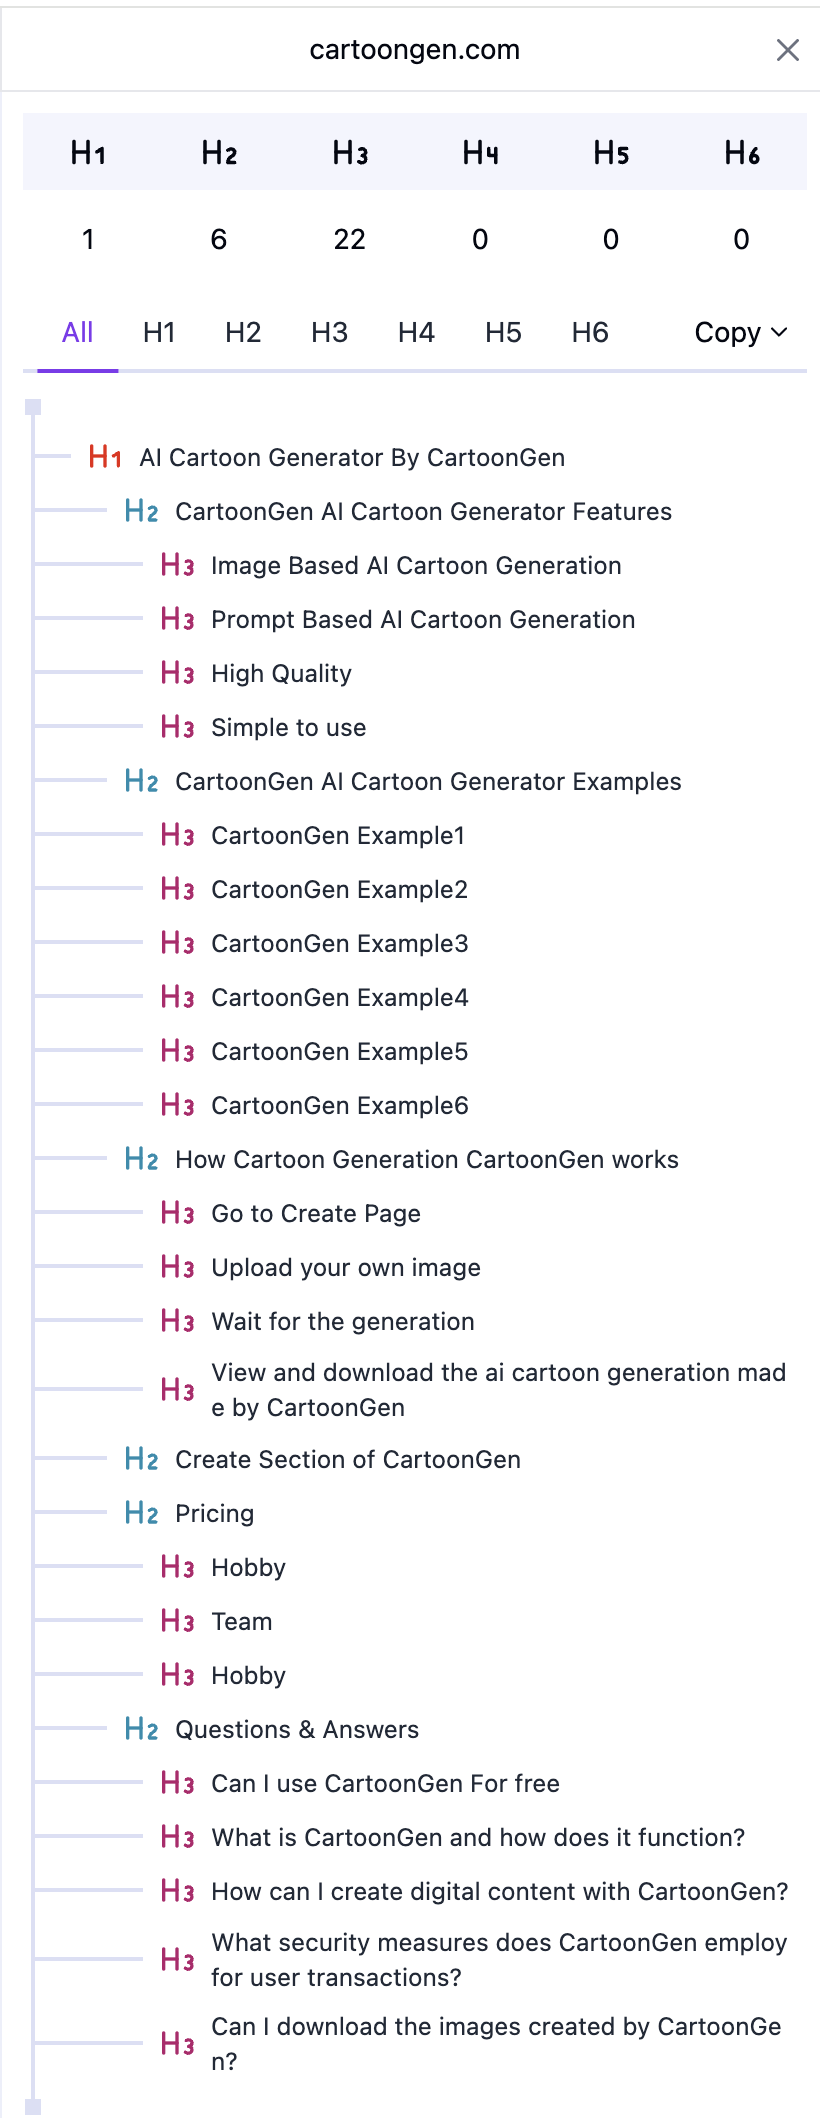 cartoongen.com
H1 H2 H3 H4 H5 H6
1 6 22 0 0 0
All H1 H2 H3 H4 H5 H6 Copy
H1 AI Cartoon Generator By CartoonGen
H2 CartoonGen AI Cartoon Generator Features
H3 Image Based AI Cartoon Generation
H3 Prompt Based AI Cartoon Generation
H3 High Quality
H3 Simple to use
H2 CartoonGen AI Cartoon Generator Examples
H3 CartoonGen Example1
H3 CartoonGen Example2
H3 CartoonGen Example3
H3 CartoonGen Example4
H3 CartoonGen Example5
H3 CartoonGen Example6
H2 How Cartoon Generation CartoonGen works
H3 Go to Create Page
H3 Upload your own image
H3 Wait for the generation
H3 View and download the ai cartoon generation mad
e by CartoonGen
H2 Create Section of CartoonGen
H2 Pricing
H3 Hobby
H3 Team
H3 Hobby
H2 Questions & Answers
H3 Can I use CartoonGen For free
H3 What is CartoonGen and how does it function?
H3 How can I create digital content with CartoonGen?
H3 What security measures does CartoonGen employ
for user transactions?
H3 Can I download the images created by CartoonGe
n?